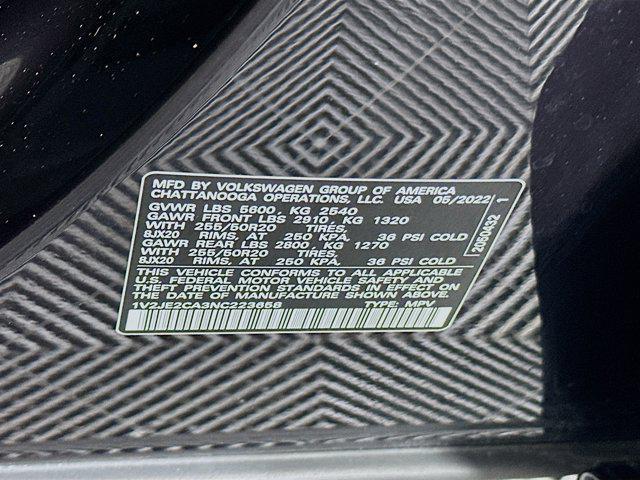 MFD BY VOLKSWAGEN GROUP OF AMERICA
CHATTANOOGA OPERATIONS, LLC. USA 05/2022
GVWR LBS 5600, KG 2540
GAWR FRONT LBS 2910, KG 1320
WITH 255/50R20 TIRES,
8JX20 RIMS, AT 250 KPA, 36 PSI COLD
GAWR REAR LBS 2800, KG 1270
WITH 255/50R20 TIRES,
8JX20 RIMS, AT 250 KPA, 36 PSI COLD
THIS VEHICLE CONFORMS TO ALL APPLICABLE
U.S. FEDERAL MOTOR VEHICLE SAFETY AND
THEFT PREVENTION STANDARDS IN EFFECT ON
THE DATE OF MANUFACTURE SHOWN ABOVE.
1V2JE2CA3NC223656 TYPE: MPV
2050432 1